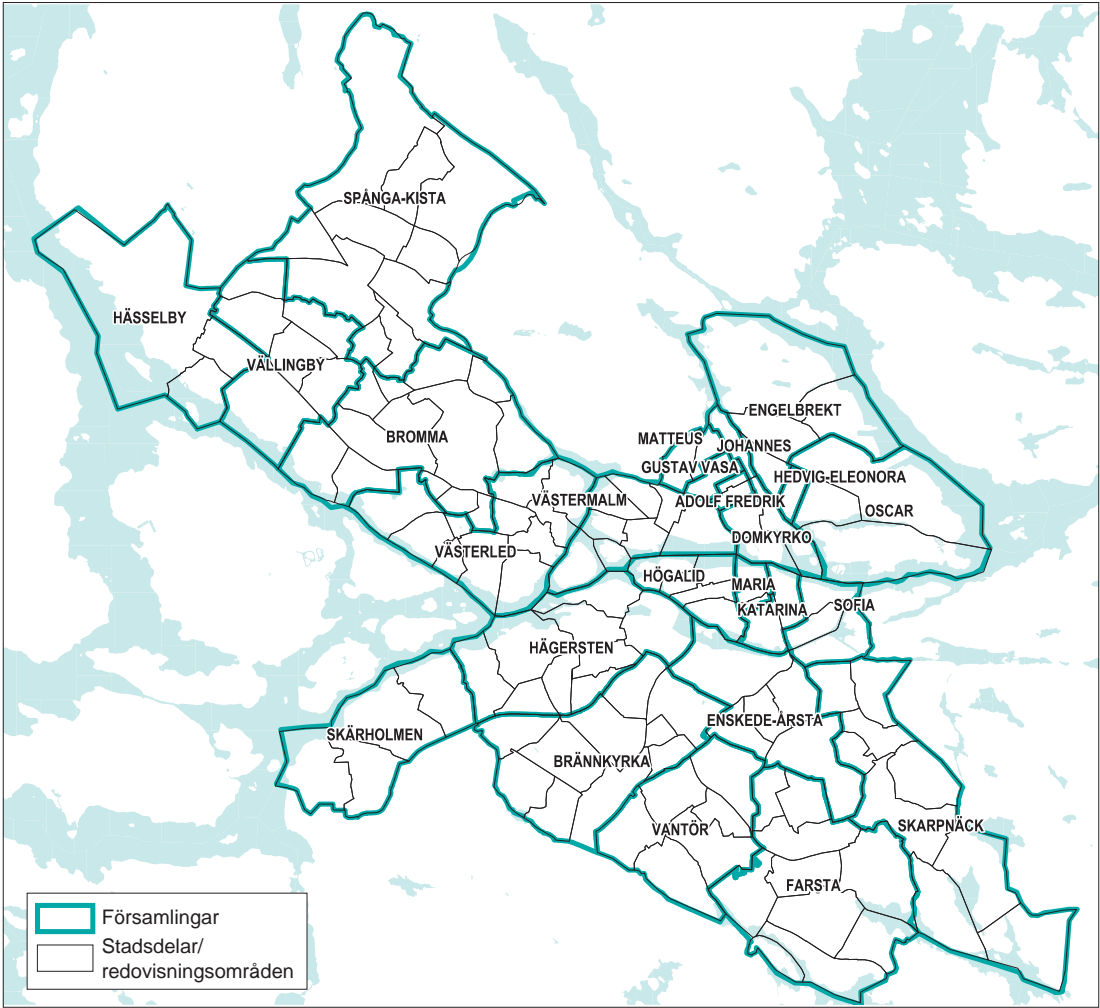 SPÅNGA-KISTA
HÄSSELBY
VÄLLINGBY
BROMMA
ENGELBREKT
MATTEUS
JOHANNES
GUSTAV VASA
HEDVIG-ELEONORA
VÄSTERMALM
ADOLF FREDRIK
OSCAR
DOMKYRKO
VÄSTERLED
HÖGALID
MARIA
KATARINA
SOFIA
HÄGERSTEN
SKÄRHOLMEN
ENSKEDE-ÅRSTA
BRÄNNKYRKA
VANTÖR
SKARPNÄCK
FARSTA
Församlingar
Stadsdelar/
redovisningsområden